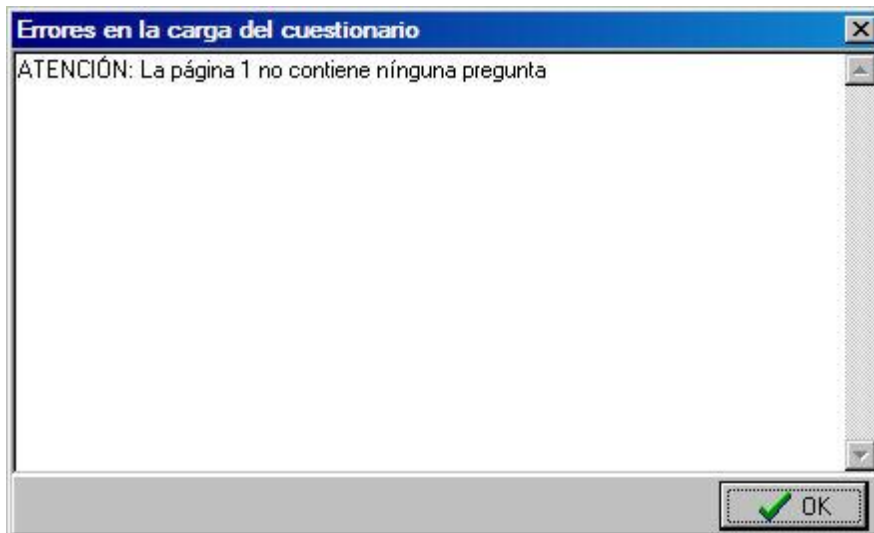 Errores en la carga del cuestionario
ATENCIÓN: La página 1 no contiene nínguna pregunta
OK